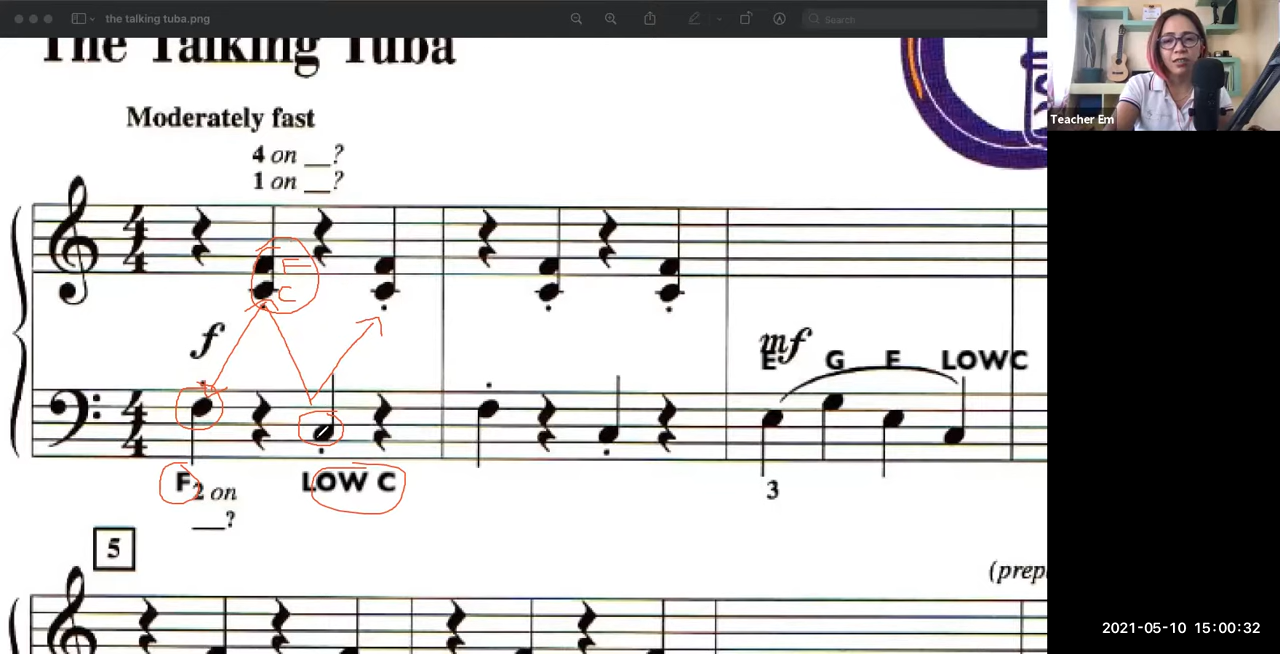 the talking tuba.png
Search
The Talking Tuba
Teacher Em
Moderately fast
4 on __?
1 on __?
F
C
f
mf
E G E LOWC
F LOW C
2 on
__?
3
5
(prep
2021-05-10 15:00:32